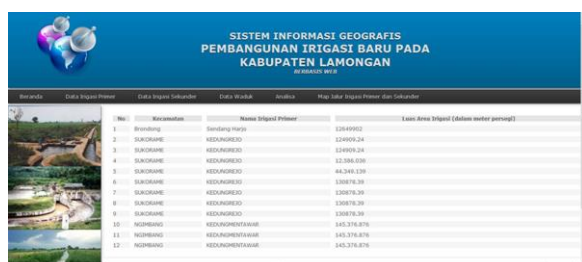 SISTEM INFORMASI GEOGRAFIS
PEMBANGUNAN IRIGASI BARU PADA
KABUPATEN LAMONGAN
BERBASIS WEB
Beranda Data Irigasi Primer Data Irigasi Sekunder Data Waduk Analisa Map Jalur Irigasi Primer dan Sekunder
No Kecamatan Nama Irigasi Primer Luas Area Irigasi (dalam meter persegi)
1 Brondong Sendang Harjo 12648902
2 SUKORAME KEDUNGREJO 124909.24
3 SUKORAME KEDUNGREJO 124909.24
4 SUKORAME KEDUNGREJO 12.586.036
5 SUKORAME KEDUNGREJO 44.349.139
6 SUKORAME KEDUNGREJO 130878.39
7 SUKORAME KEDUNGREJO 130878.39
8 SUKORAME KEDUNGREJO 130878.39
9 SUKORAME KEDUNGREJO 130878.39
10 NGIMBANG KEDUNGMENTAWAR 145.376.876
11 NGIMBANG KEDUNGMENTAWAR 145.376.876
12 NGIMBANG KEDUNGMENTAWAR 145.376.876